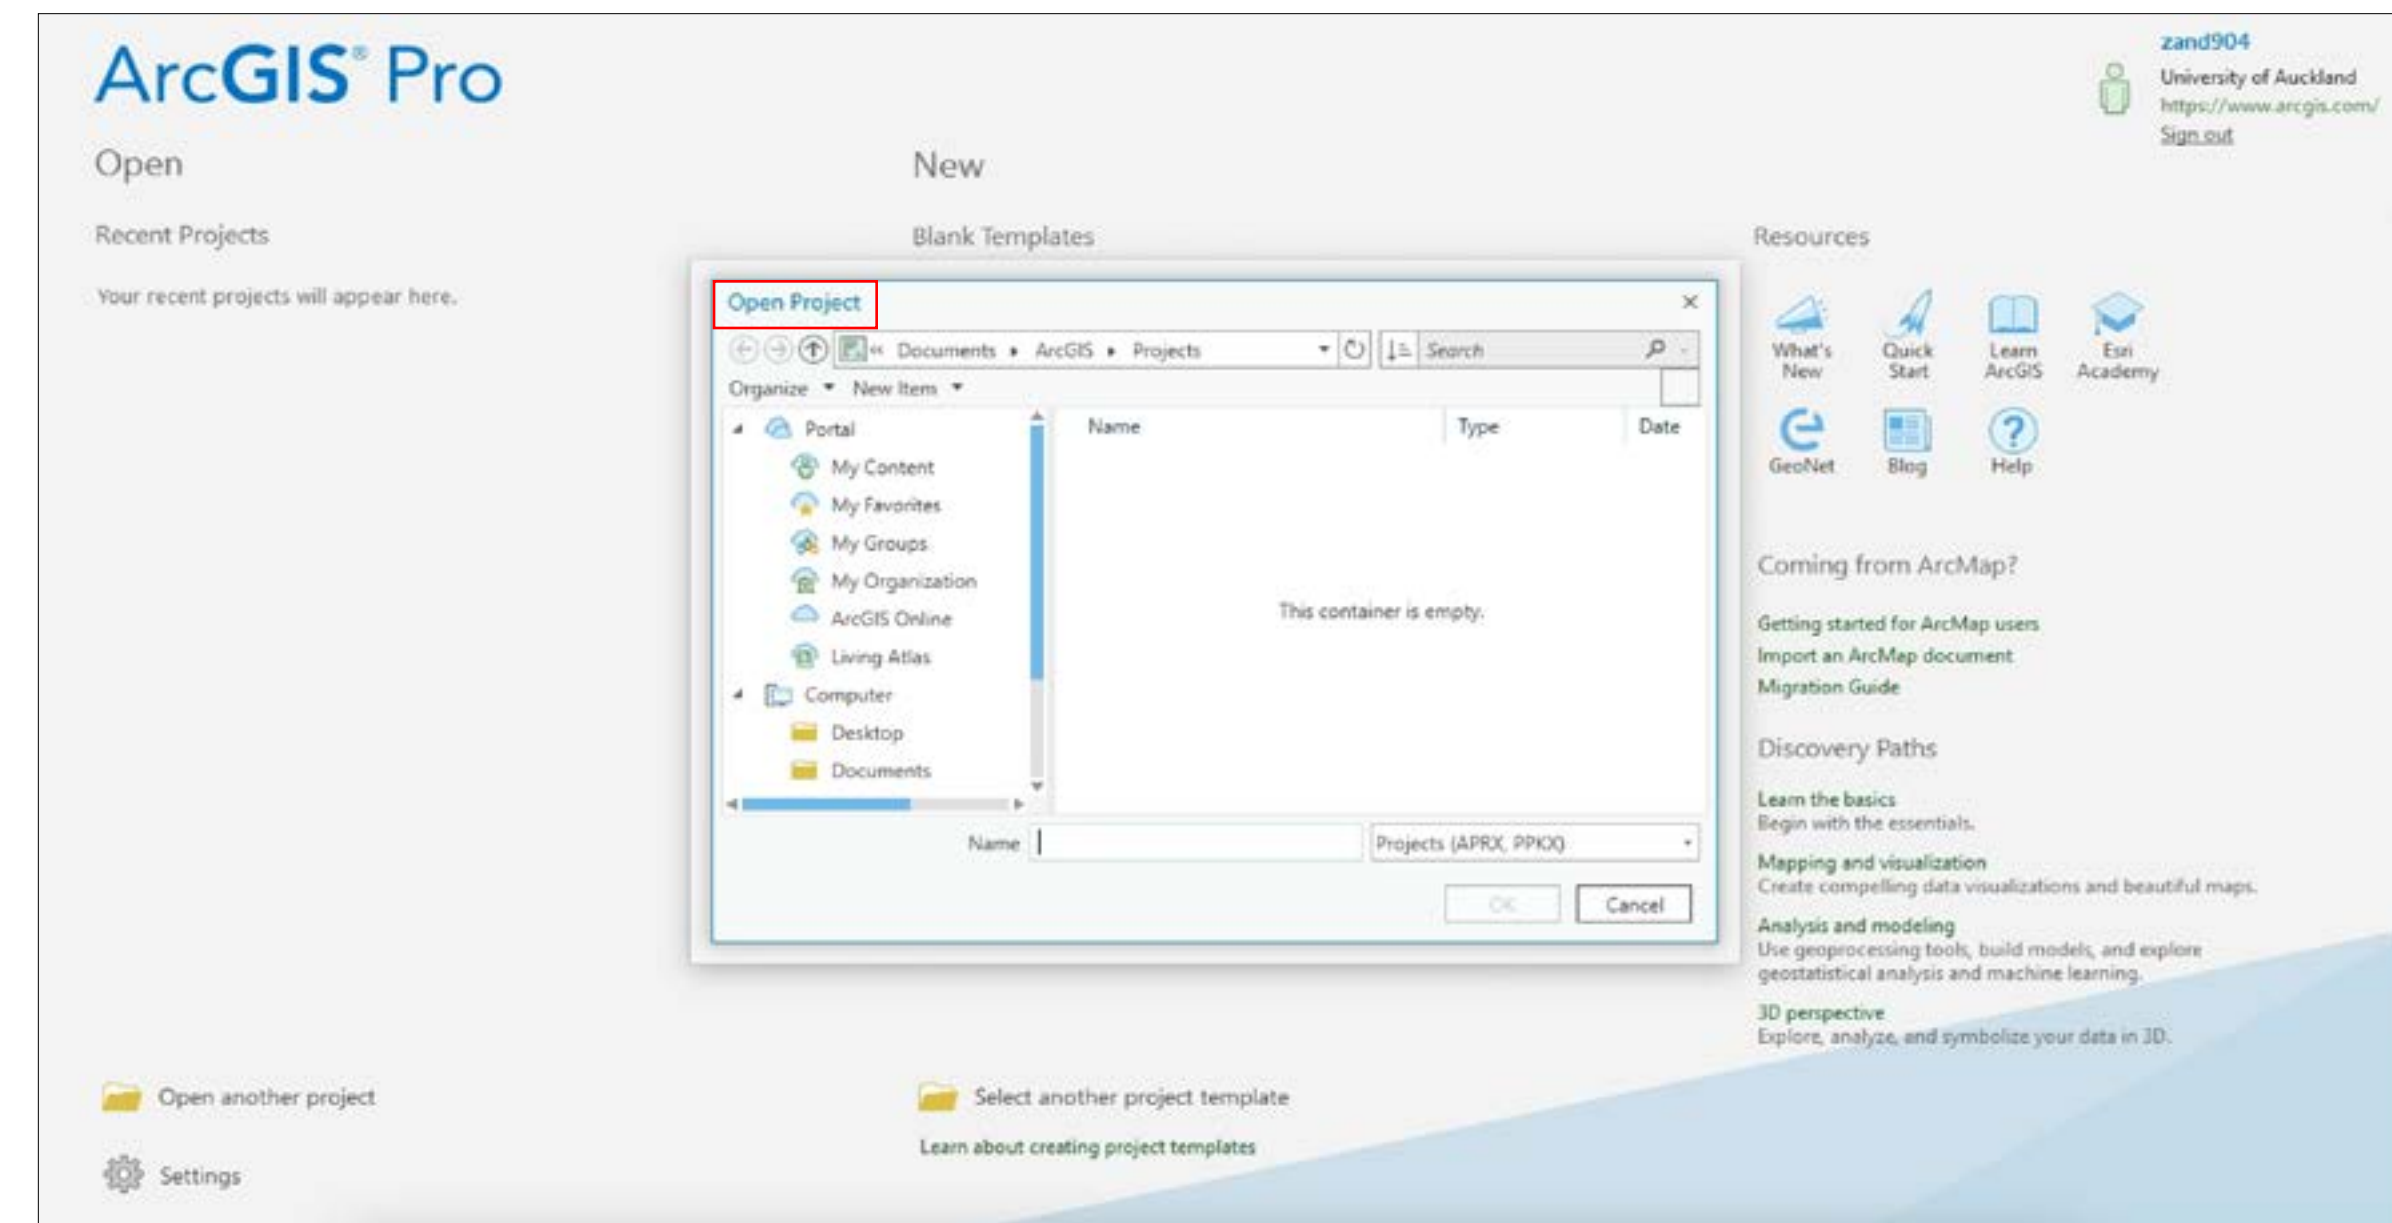 ArcGIS® Pro
zand904
University of Auckland
https://www.arcgis.com/
Sign out
Open
New
Recent Projects
Blank Templates
Resources
Your recent projects will appear here.
Open Project
« Documents ▸ ArcGIS ▸ Projects
Search
Organize
New Item
Portal
My Content
My Favorites
My Groups
My Organization
ArcGIS Online
Living Atlas
Computer
Desktop
Documents
Name
Type
Date
This container is empty.
Name
Projects (APRX, PPKX)
OK
Cancel
What's New
Quick Start
Learn ArcGIS
Esri Academy
GeoNet
Blog
Help
Coming from ArcMap?
Getting started for ArcMap users
Import an ArcMap document
Migration Guide
Discovery Paths
Learn the basics
Begin with the essentials.
Mapping and visualization
Create compelling data visualizations and beautiful maps.
Analysis and modeling
Use geoprocessing tools, build models, and explore
geostatistical analysis and machine learning.
3D perspective
Explore, analyze, and symbolize your data in 3D.
Open another project
Select another project template
Learn about creating project templates
Settings